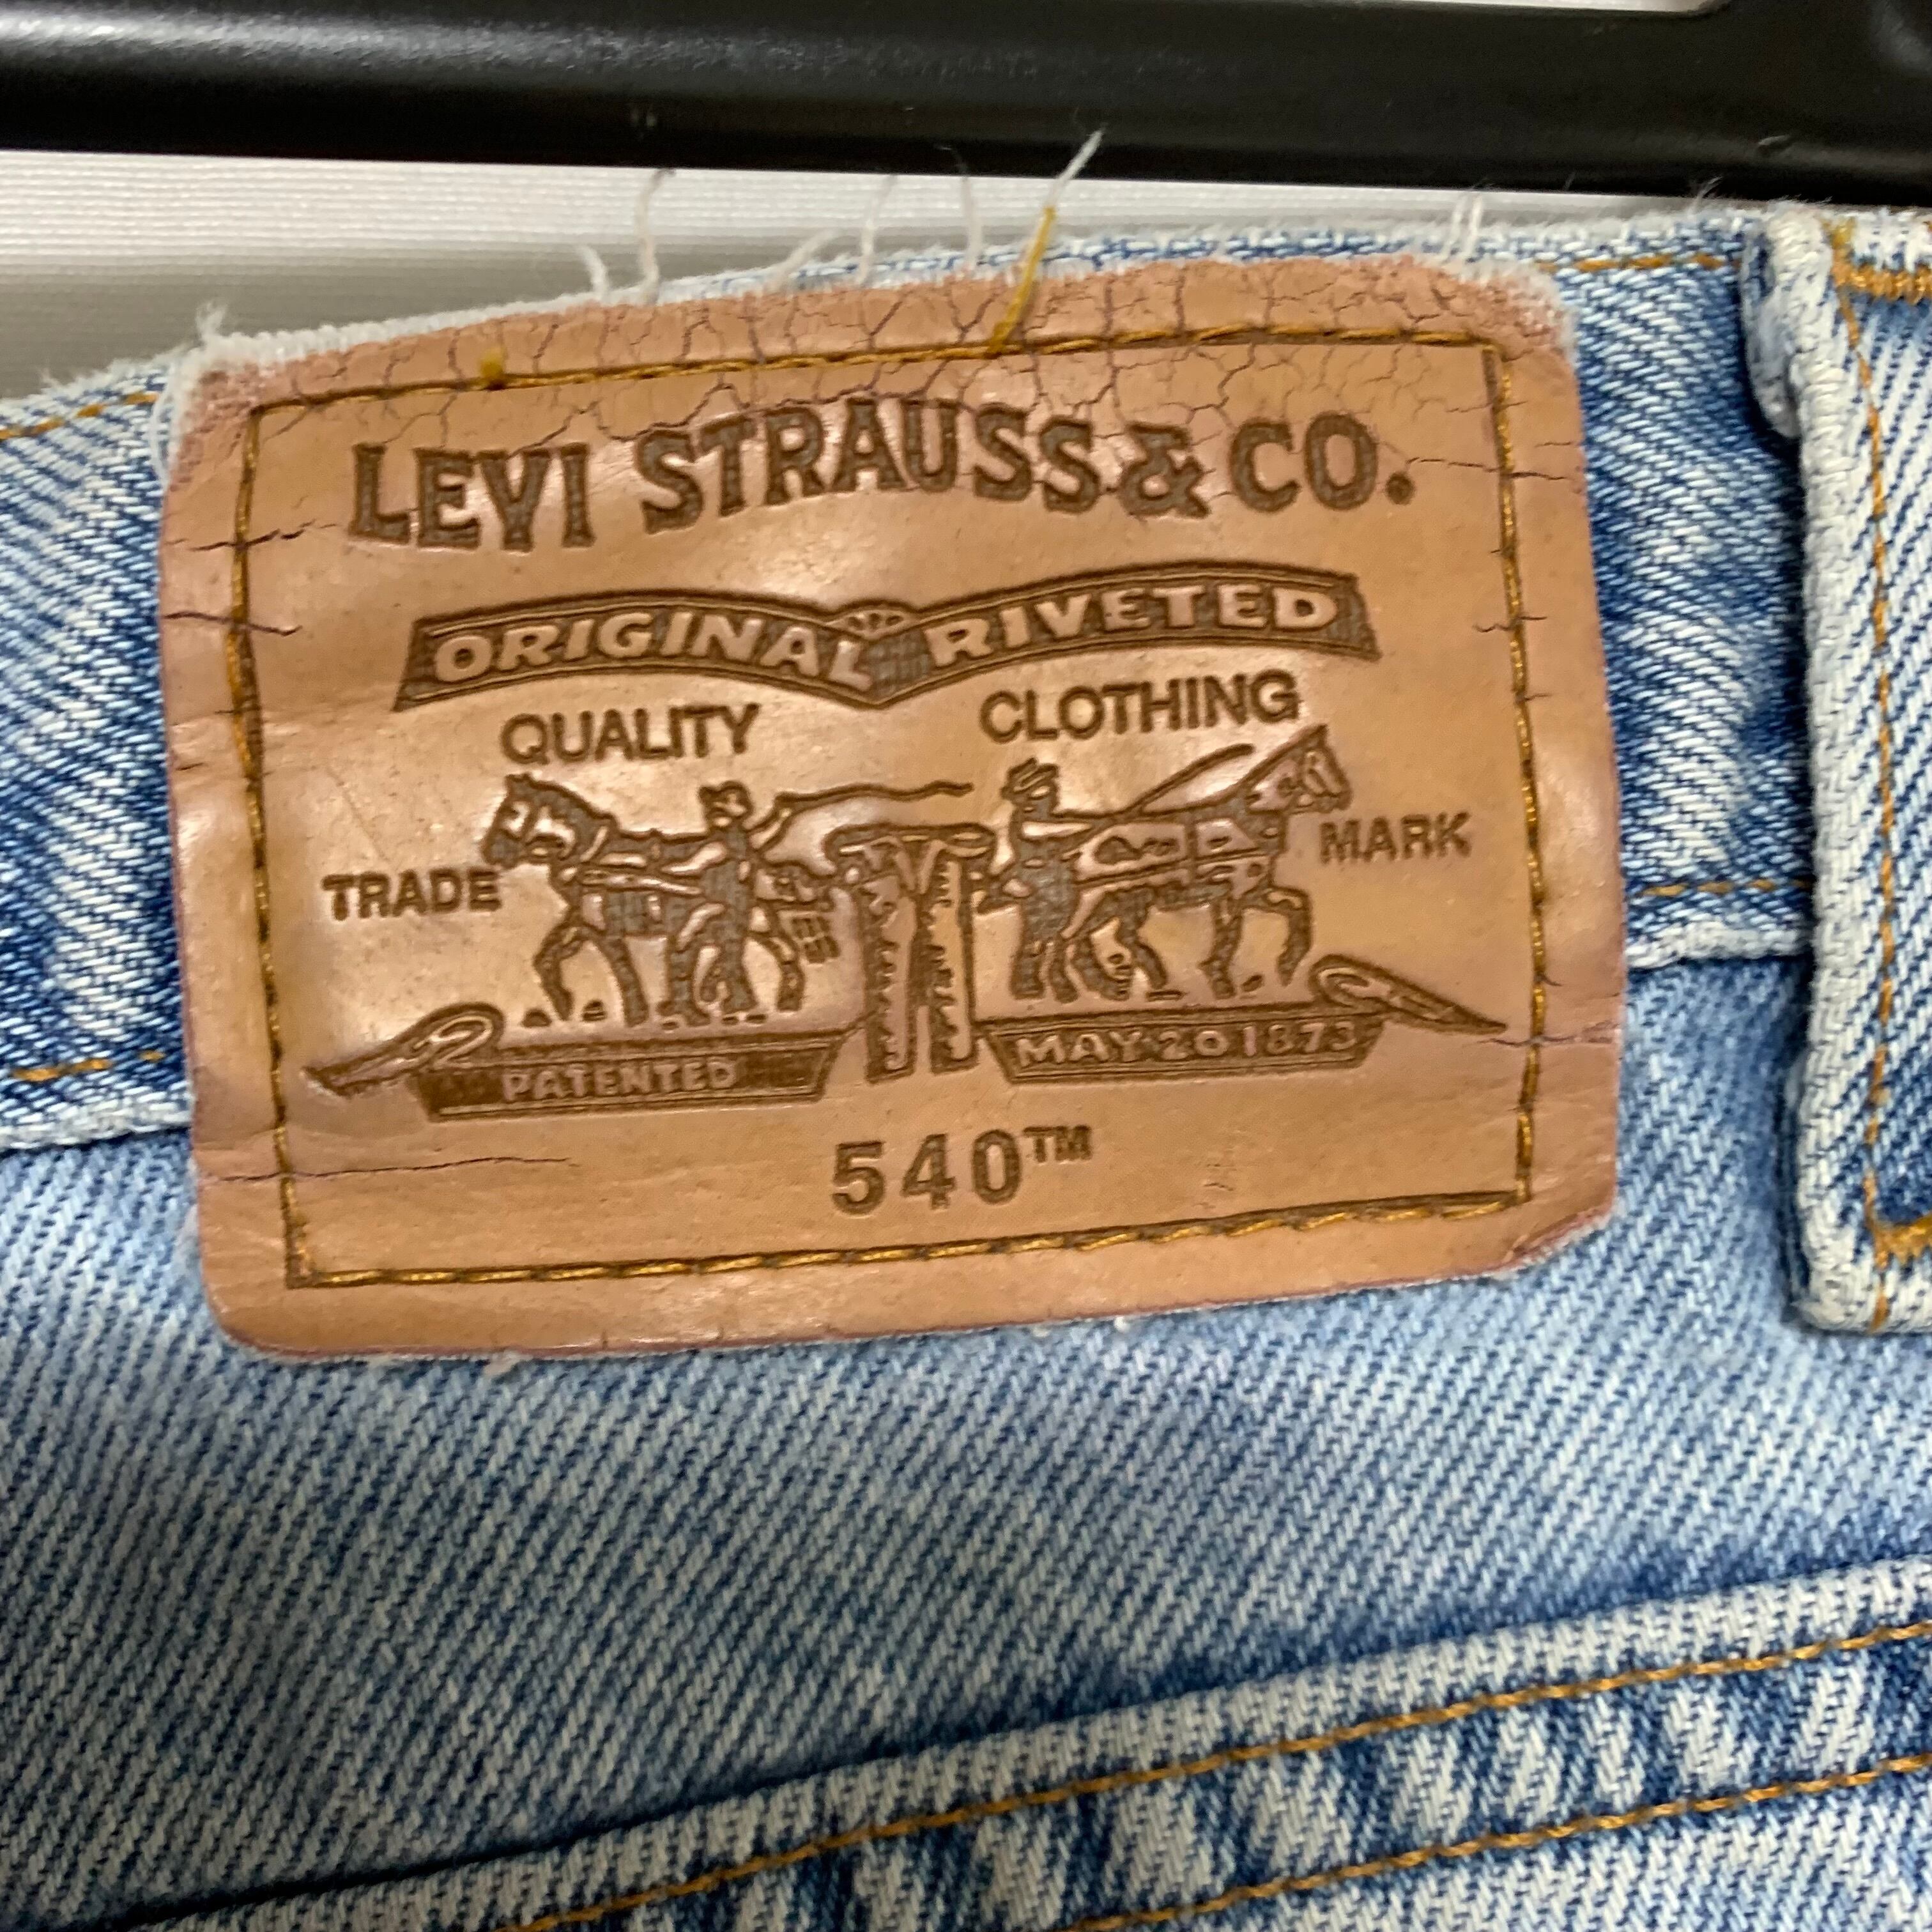 LEVI STRAUSS & CO.
ORIGINAL RIVETED
QUALITY CLOTHING
TRADE MARK
PATENTED MAY 20 1873
540™